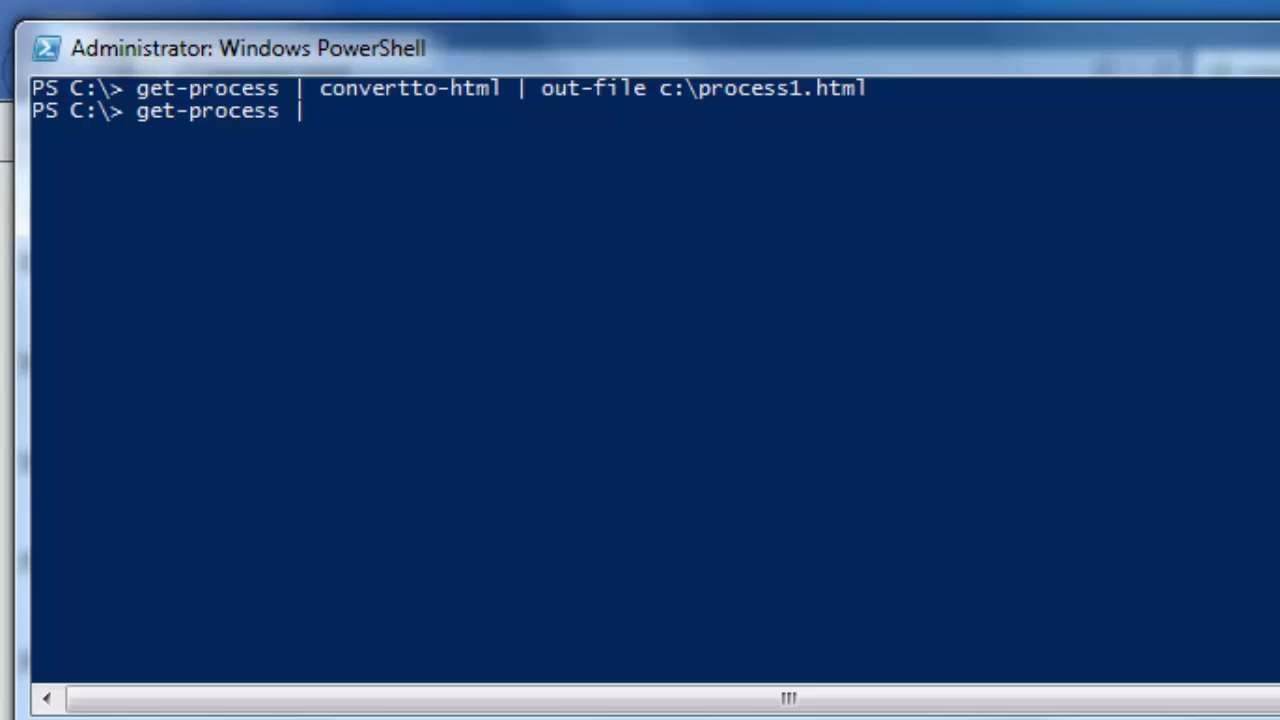 Administrator: Windows PowerShell
PS C:\> get-process | convertto-html | out-file c:\process1.html
PS C:\> get-process |